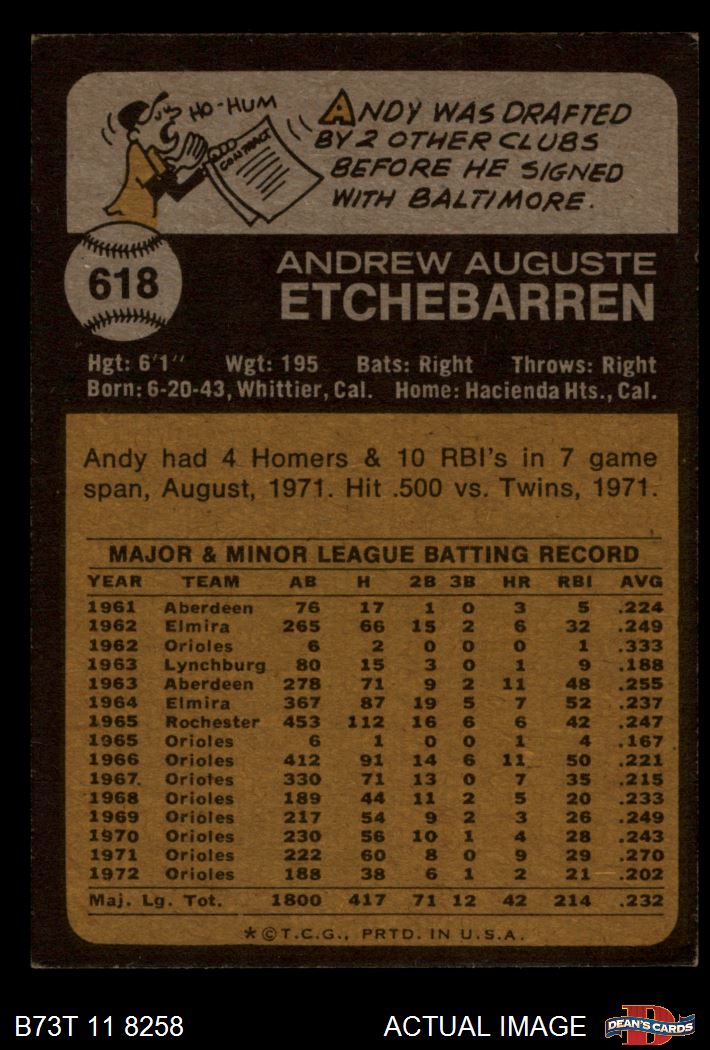 HO-HUM
CONTRACT
ANDY WAS DRAFTED
BY 2 OTHER CLUBS
BEFORE HE SIGNED
WITH BALTIMORE.
618
ANDREW AUGUSTE
ETCHEBARREN
Hgt: 6'1" Wgt: 195 Bats: Right Throws: Right
Born: 6-20-43, Whittier, Cal. Home: Hacienda Hts., Cal.
Andy had 4 Homers & 10 RBI's in 7 game
span, August, 1971. Hit .500 vs. Twins, 1971.
MAJOR & MINOR LEAGUE BATTING RECORD
YEAR TEAM AB H 2B 3B HR RBI AVG
1961 Aberdeen 76 17 1 0 3 5 .224
1962 Elmira 265 66 15 2 6 32 .249
1962 Orioles 6 2 0 0 0 1 .333
1963 Lynchburg 80 15 3 0 1 9 .188
1963 Aberdeen 278 71 9 2 11 48 .255
1964 Elmira 367 87 19 5 7 52 .237
1965 Rochester 453 112 16 6 6 42 .247
1965 Orioles 6 1 0 0 1 4 .167
1966 Orioles 412 91 14 6 11 50 .221
1967 Orioles 330 71 13 0 7 35 .215
1968 Orioles 189 44 11 2 5 20 .233
1969 Orioles 217 54 9 2 3 26 .249
1970 Orioles 230 56 10 1 4 28 .243
1971 Orioles 222 60 8 0 9 29 .270
1972 Orioles 188 38 6 1 2 21 .202
Maj. Lg. Tot. 1800 417 71 12 42 214 .232
*©T.C.G., PRTD. IN U.S.A.
B73T 11 8258 ACTUAL IMAGE
D
DEAN'S CARDS